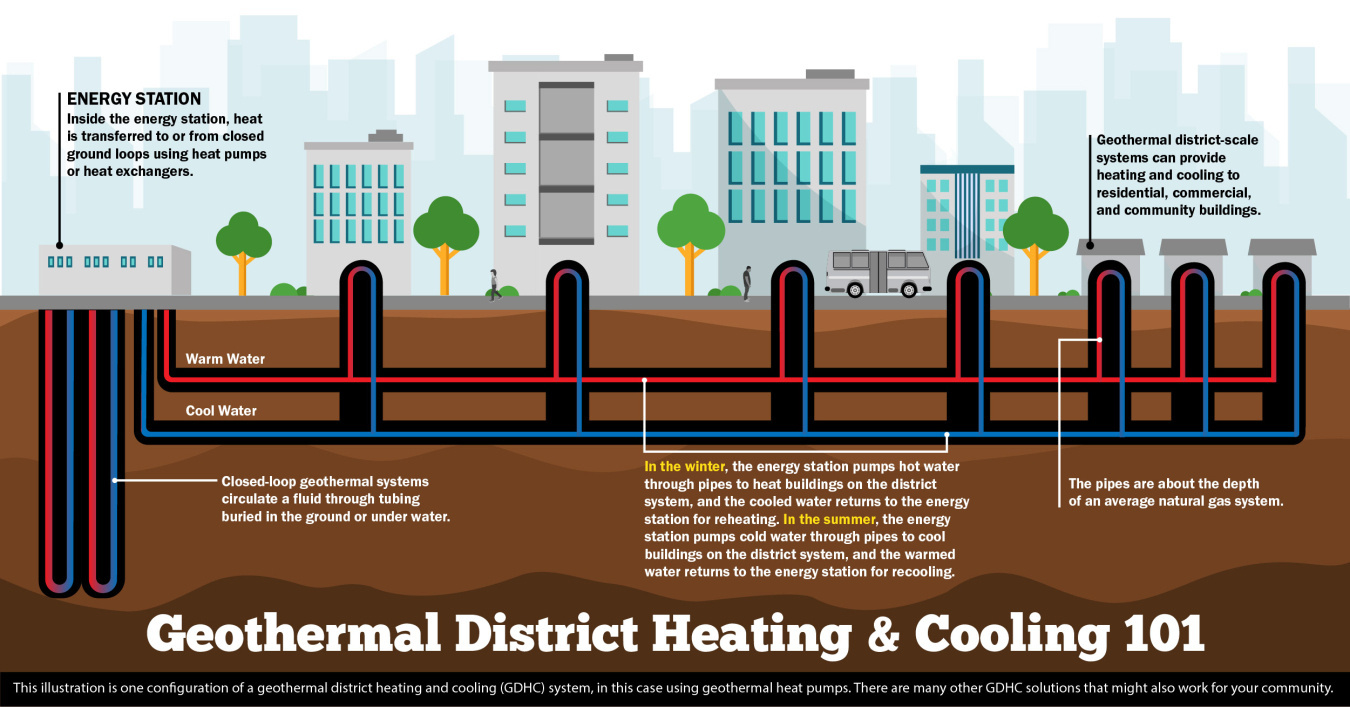 ENERGY STATION
Inside the energy station, heat
is transferred to or from closed
ground loops using heat pumps
or heat exchangers.
Geothermal district-scale
systems can provide
heating and cooling to
residential, commercial,
and community buildings.
Warm Water
Cool Water
Closed-loop geothermal systems
circulate a fluid through tubing
buried in the ground or under water.
In the winter, the energy station pumps hot water
through pipes to heat buildings on the district
system, and the cooled water returns to the energy
station for reheating. In the summer, the energy
station pumps cold water through pipes to cool
buildings on the district system, and the warmed
water returns to the energy station for recooling.
The pipes are about the depth
of an average natural gas system.
Geothermal District Heating & Cooling 101
This illustration is one configuration of a geothermal district heating and cooling (GDHC) system, in this case using geothermal heat pumps. There are many other GDHC solutions that might also work for your community.